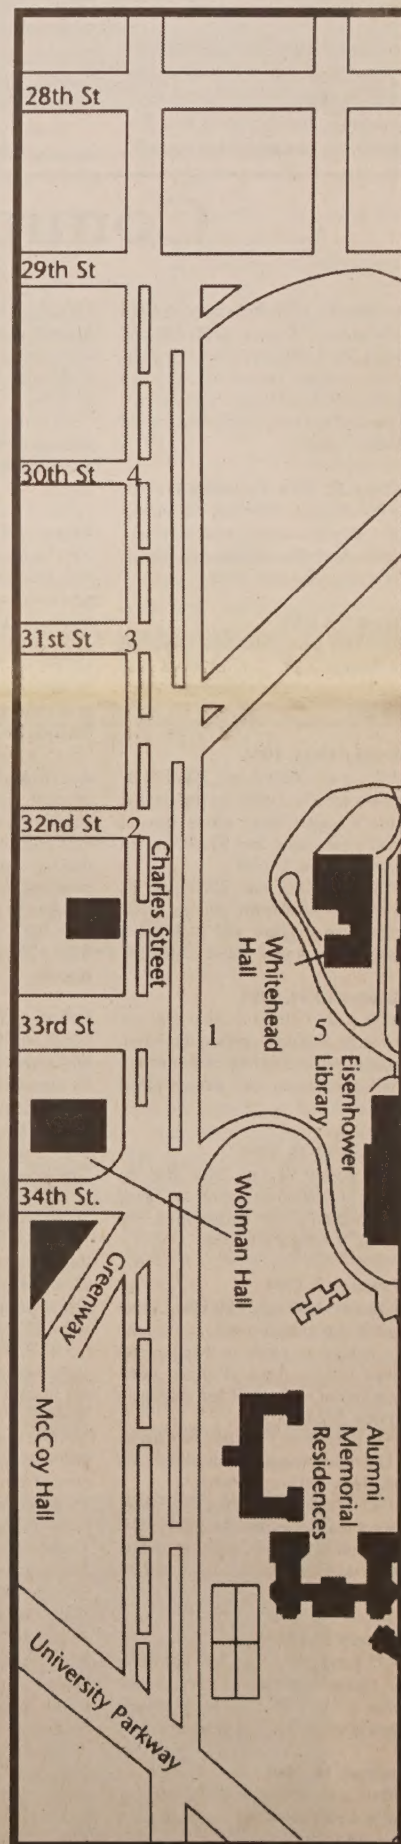 28th St
29th St
30th St 4
31st St 3
32nd St 2
Charles Street
Whitehead
Hall
33rd St
1
5
Eisenhower
Library
34th St.
Wolman Hall
Greenway
McCoy Hall
Alumni
Memorial
Residences
University Parkway